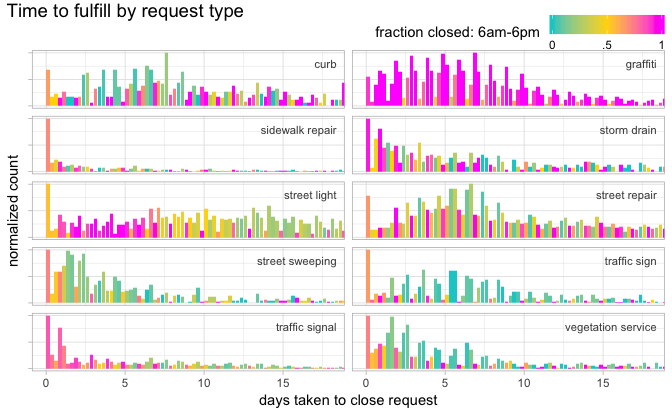 Time to fulfill by request type
fraction closed: 6am-6pm
0 .5 1
curb
graffiti
sidewalk repair
storm drain
street light
street repair
street sweeping
traffic sign
traffic signal
vegetation service
normalized count
0 5 10 15
0 5 10 15
days taken to close request